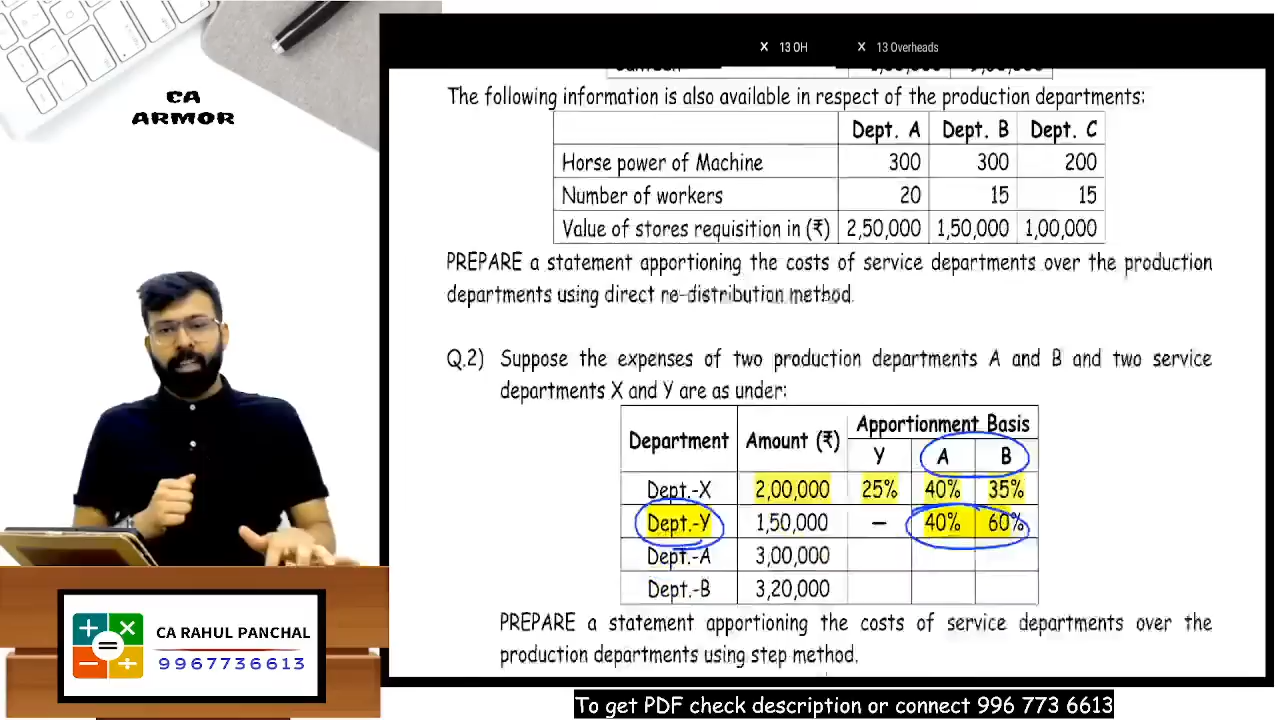 CA
ARMOR
13 OH
13 Overheads
The following information is also available in respect of the production departments:
Dept. A Dept. B Dept. C
Horse power of Machine 300 300 200
Number of workers 20 15 15
Value of stores requisition in (₹) 2,50,000 1,50,000 1,00,000
PREPARE a statement apportioning the costs of service departments over the production
departments using direct re-distribution method.
Q.2) Suppose the expenses of two production departments A and B and two service
departments X and Y are as under:
Department Amount (₹) Apportionment Basis
Y A B
Dept.-X 2,00,000 25% 40% 35%
Dept.-Y 1,50,000 – 40% 60%
Dept.-A 3,00,000
Dept.-B 3,20,000
PREPARE a statement apportioning the costs of service departments over the
production departments using step method.
CA RAHUL PANCHAL
9967736613
To get PDF check description or connect 996 773 6613